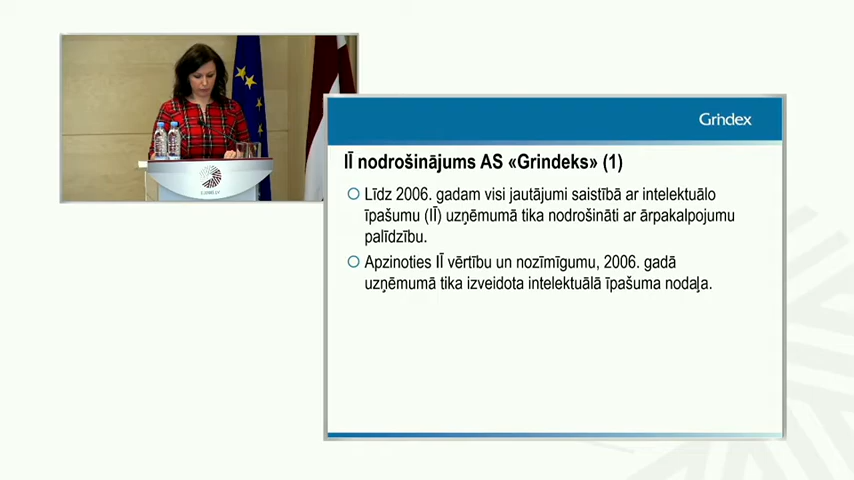 Grindex
IĪ nodrošinājums AS «Grindeks» (1)
Līdz 2006. gadam visi jautājumi saistībā ar intelektuālo
īpašumu (IĪ) uzņēmumā tika nodrošināti ar ārpakalpojumu
palīdzību.
Apzinoties IĪ vērtību un nozīmīgumu, 2006. gadā
uzņēmumā tika izveidota intelektuālā īpašuma nodaļa.